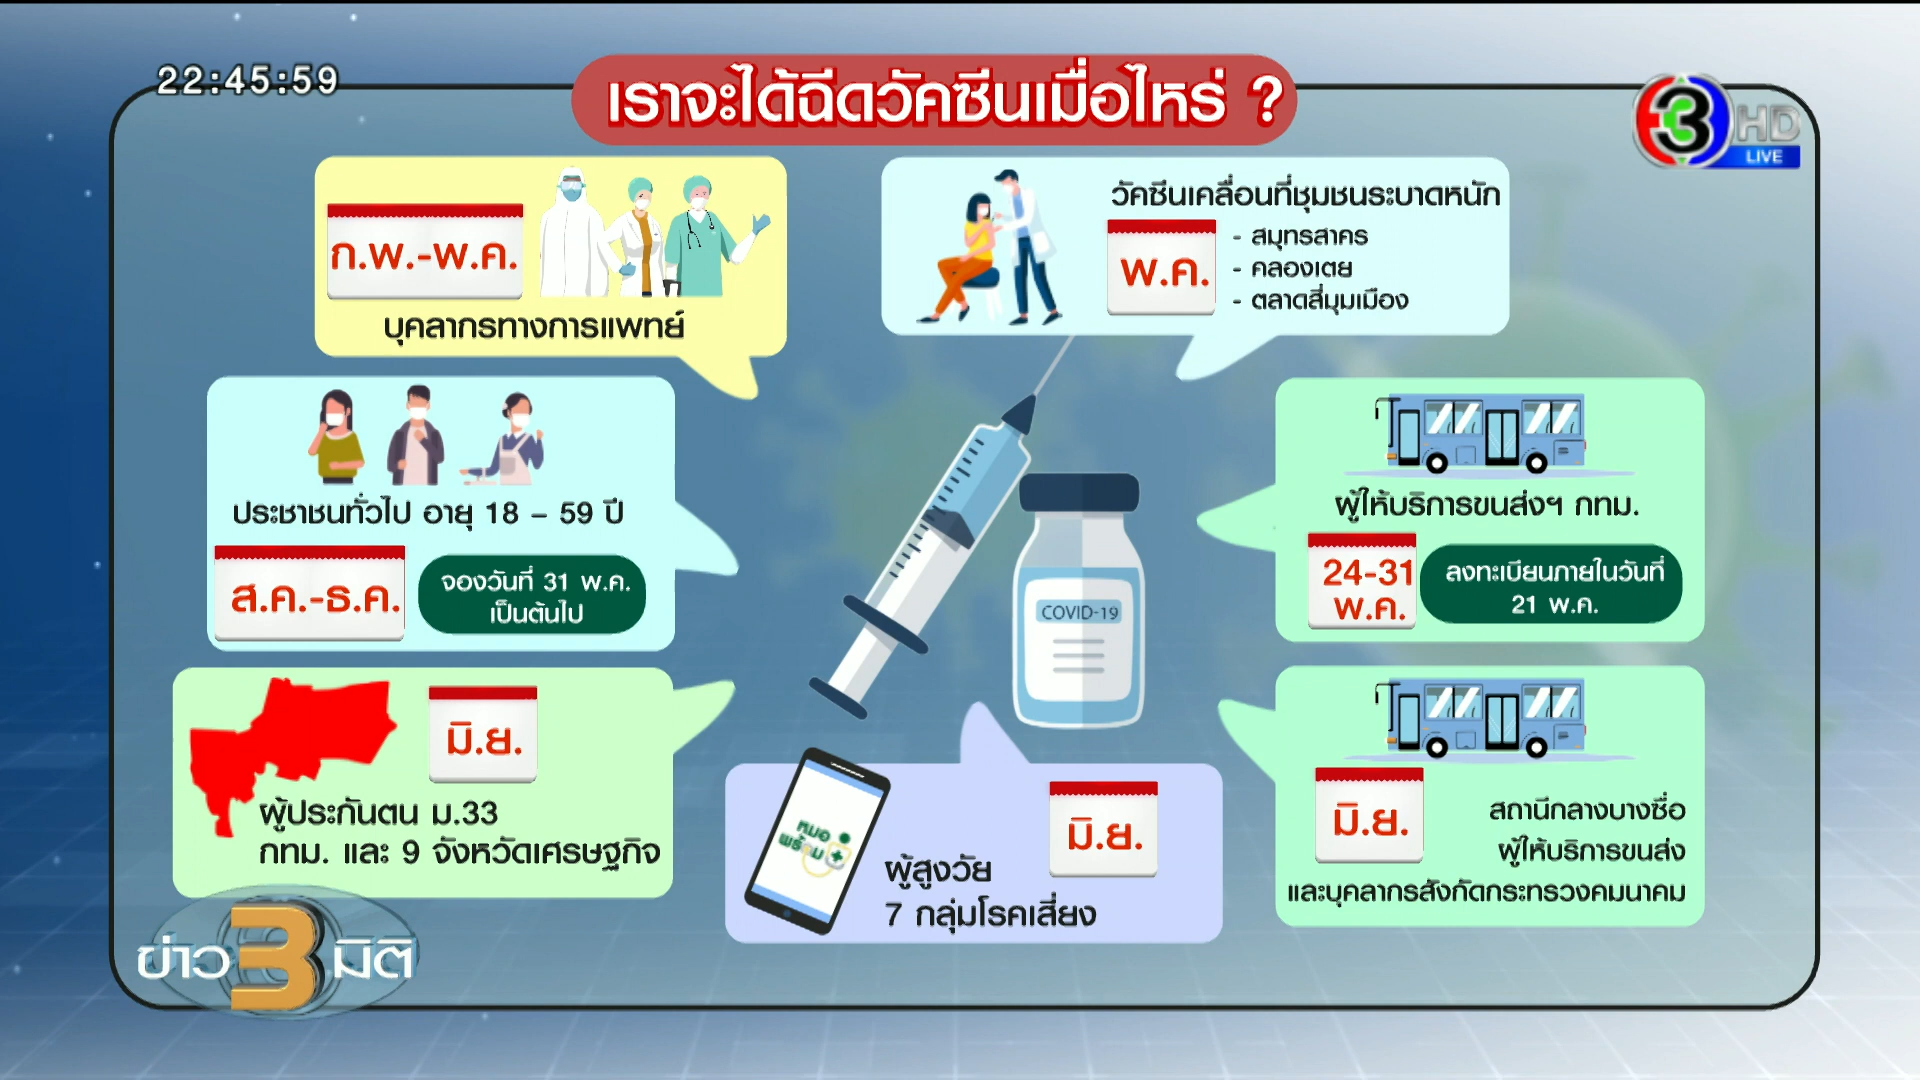 22:45:59
เราจะได้ฉีดวัคซีนเมื่อไหร่ ?
3 HD
LIVE
ก.พ.-พ.ค.
บุคลากรทางการแพทย์
วัคซีนเคลื่อนที่ชุมชนระบาดหนัก
พ.ค.
- สมุทรสาคร
- คลองเตย
- ตลาดสี่มุมเมือง
ประชาชนทั่วไป อายุ 18 – 59 ปี
ส.ค.-ธ.ค.
จองวันที่ 31 พ.ค.
เป็นต้นไป
ผู้ให้บริการขนส่งฯ กทม.
24-31
พ.ค.
ลงทะเบียนภายในวันที่
21 พ.ค.
COVID-19
มิ.ย.
ผู้ประกันตน ม.33
กทม. และ 9 จังหวัดเศรษฐกิจ
หมอ
พร้อม
มิ.ย.
ผู้สูงวัย
7 กลุ่มโรคเสี่ยง
มิ.ย.
สถานีกลางบางซื่อ
ผู้ให้บริการขนส่ง
และบุคลากรสังกัดกระทรวงคมนาคม
ข่าว 3 มิติ